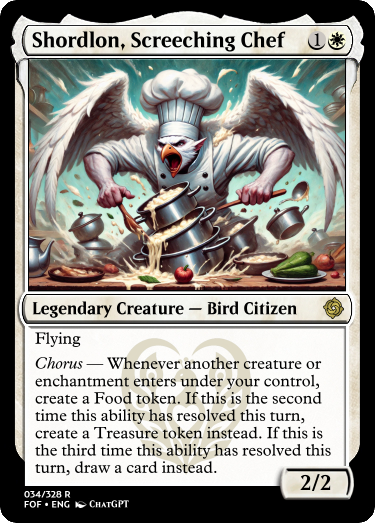 Shordlon, Screeching Chef 1
Legendary Creature — Bird Citizen
Flying
Chorus — Whenever another creature or
enchantment enters under your control,
create a Food token. If this is the second
time this ability has resolved this turn,
create a Treasure token instead. If this is
the third time this ability has resolved this
turn, draw a card instead.
2/2
034/328 R
FOF • ENG ChatGPT